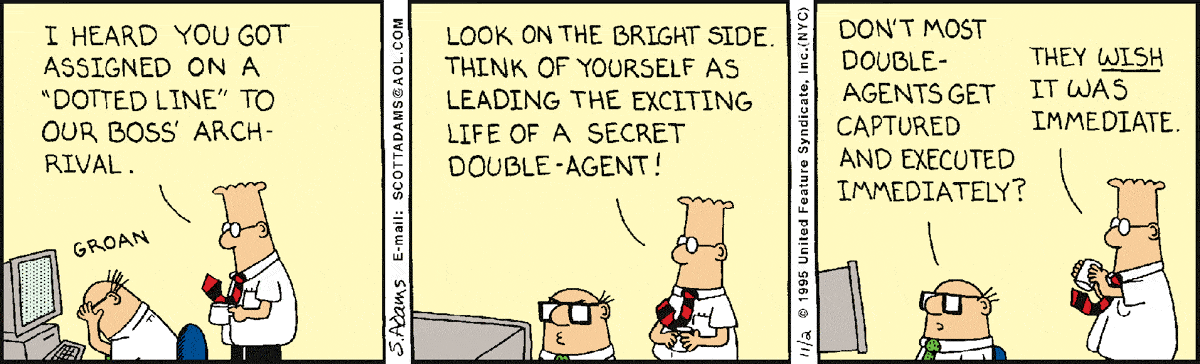 I HEARD YOU GOT
ASSIGNED ON A
"DOTTED LINE" TO
OUR BOSS' ARCH-
RIVAL.
GROAN
S. Adams E-mail: SCOTTADAMS@AOL.COM
LOOK ON THE BRIGHT SIDE.
THINK OF YOURSELF AS
LEADING THE EXCITING
LIFE OF A SECRET
DOUBLE-AGENT!
11/2 © 1995 United Feature Syndicate, Inc.(NYC)
DON'T MOST
DOUBLE-
AGENTS GET
CAPTURED
AND EXECUTED
IMMEDIATELY?
THEY WISH
IT WAS
IMMEDIATE.